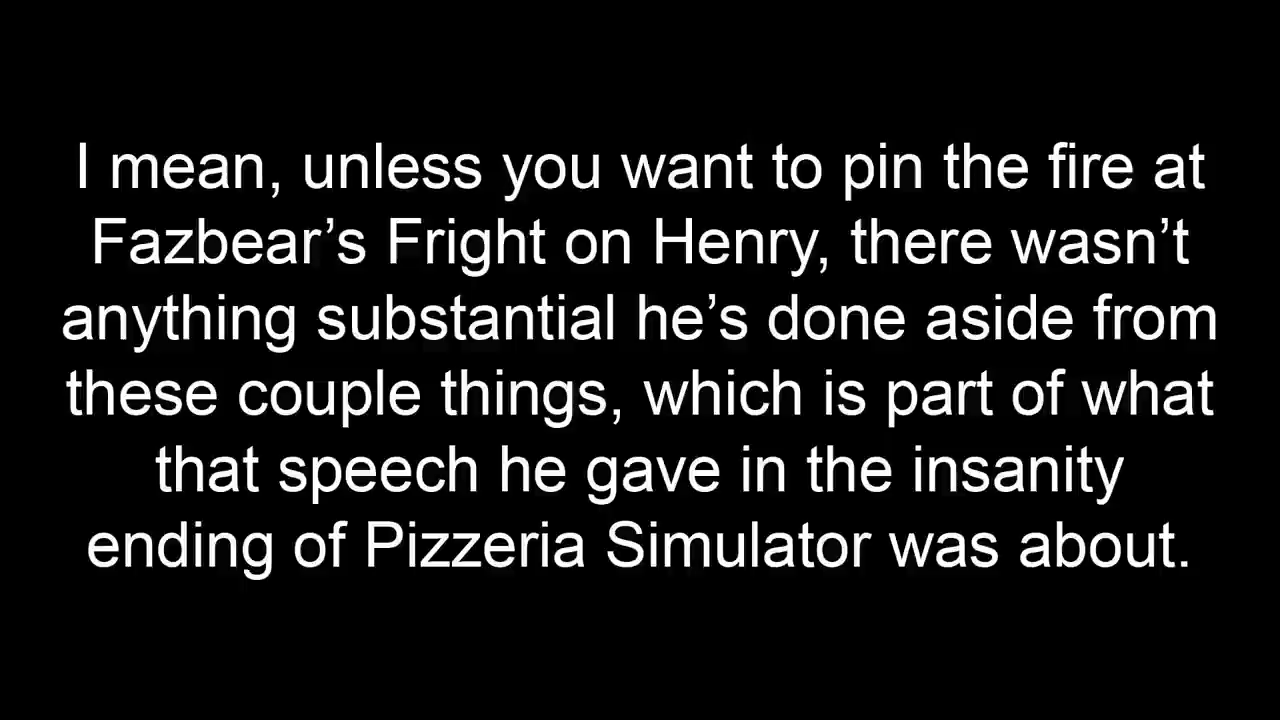 I mean, unless you want to pin the fire at
Fazbear’s Fright on Henry, there wasn’t
anything substantial he’s done aside from
these couple things, which is part of what
that speech he gave in the insanity
ending of Pizzeria Simulator was about.